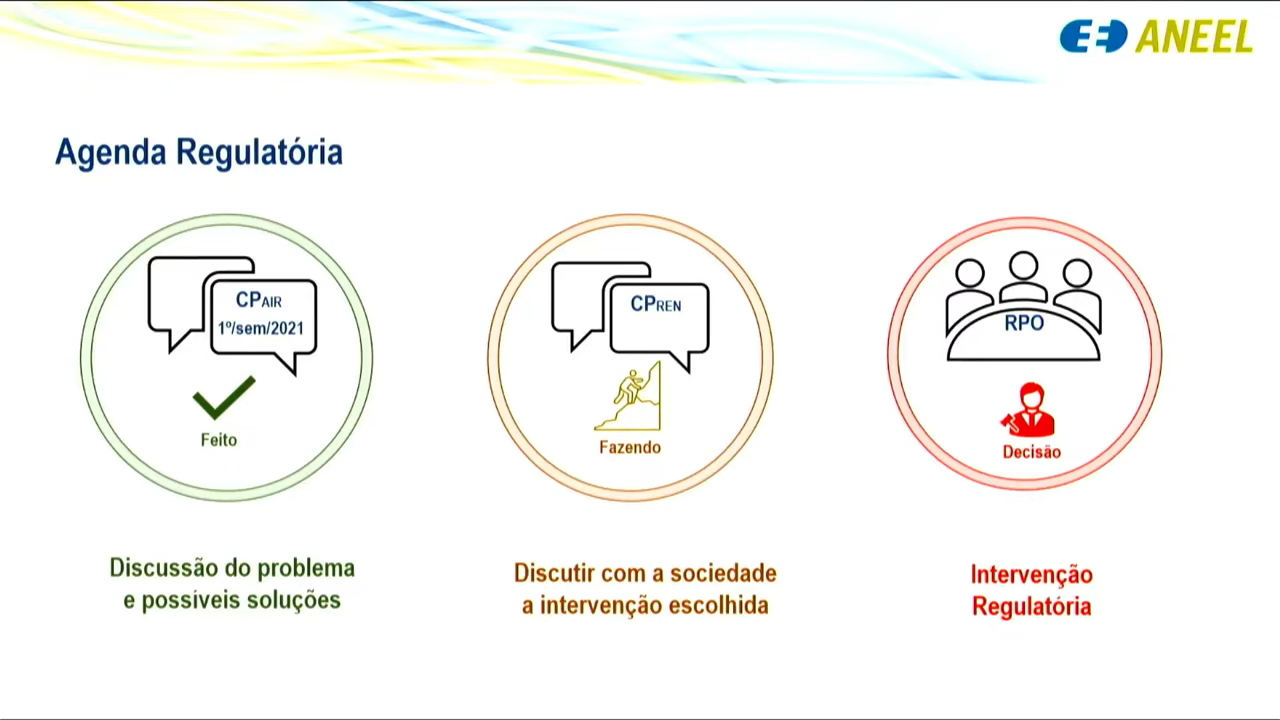 ANEEL
Agenda Regulatória
CPAIR
1º/sem/2021
Feito
Discussão do problema
e possíveis soluções
CPREN
Fazendo
Discutir com a sociedade
a intervenção escolhida
RPO
Decisão
Intervenção
Regulatória